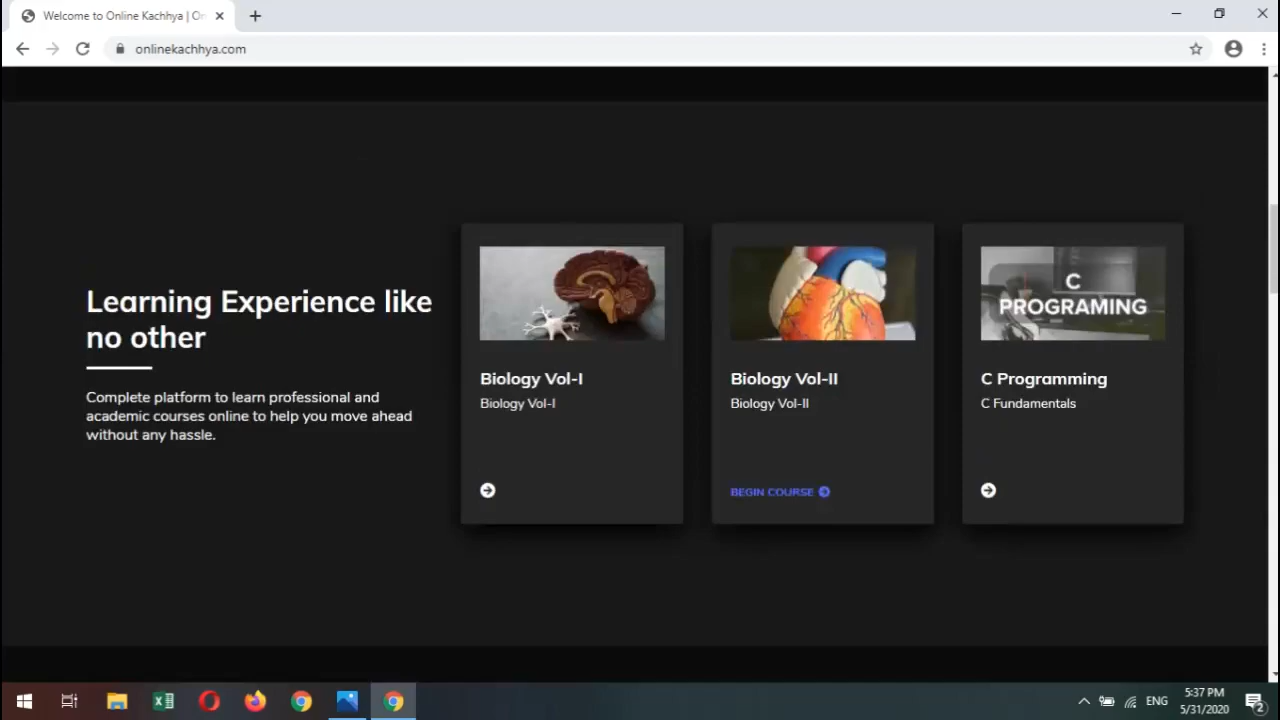 Welcome to Online Kachhya | On
onlinekachhya.com
Learning Experience like
no other
Complete platform to learn professional and
academic courses online to help you move ahead
without any hassle.
Biology Vol-I
Biology Vol-I
Biology Vol-II
Biology Vol-II
BEGIN COURSE
C
PROGRAMING
C Programming
C Fundamentals
ENG
5:37 PM
5/31/2020
2